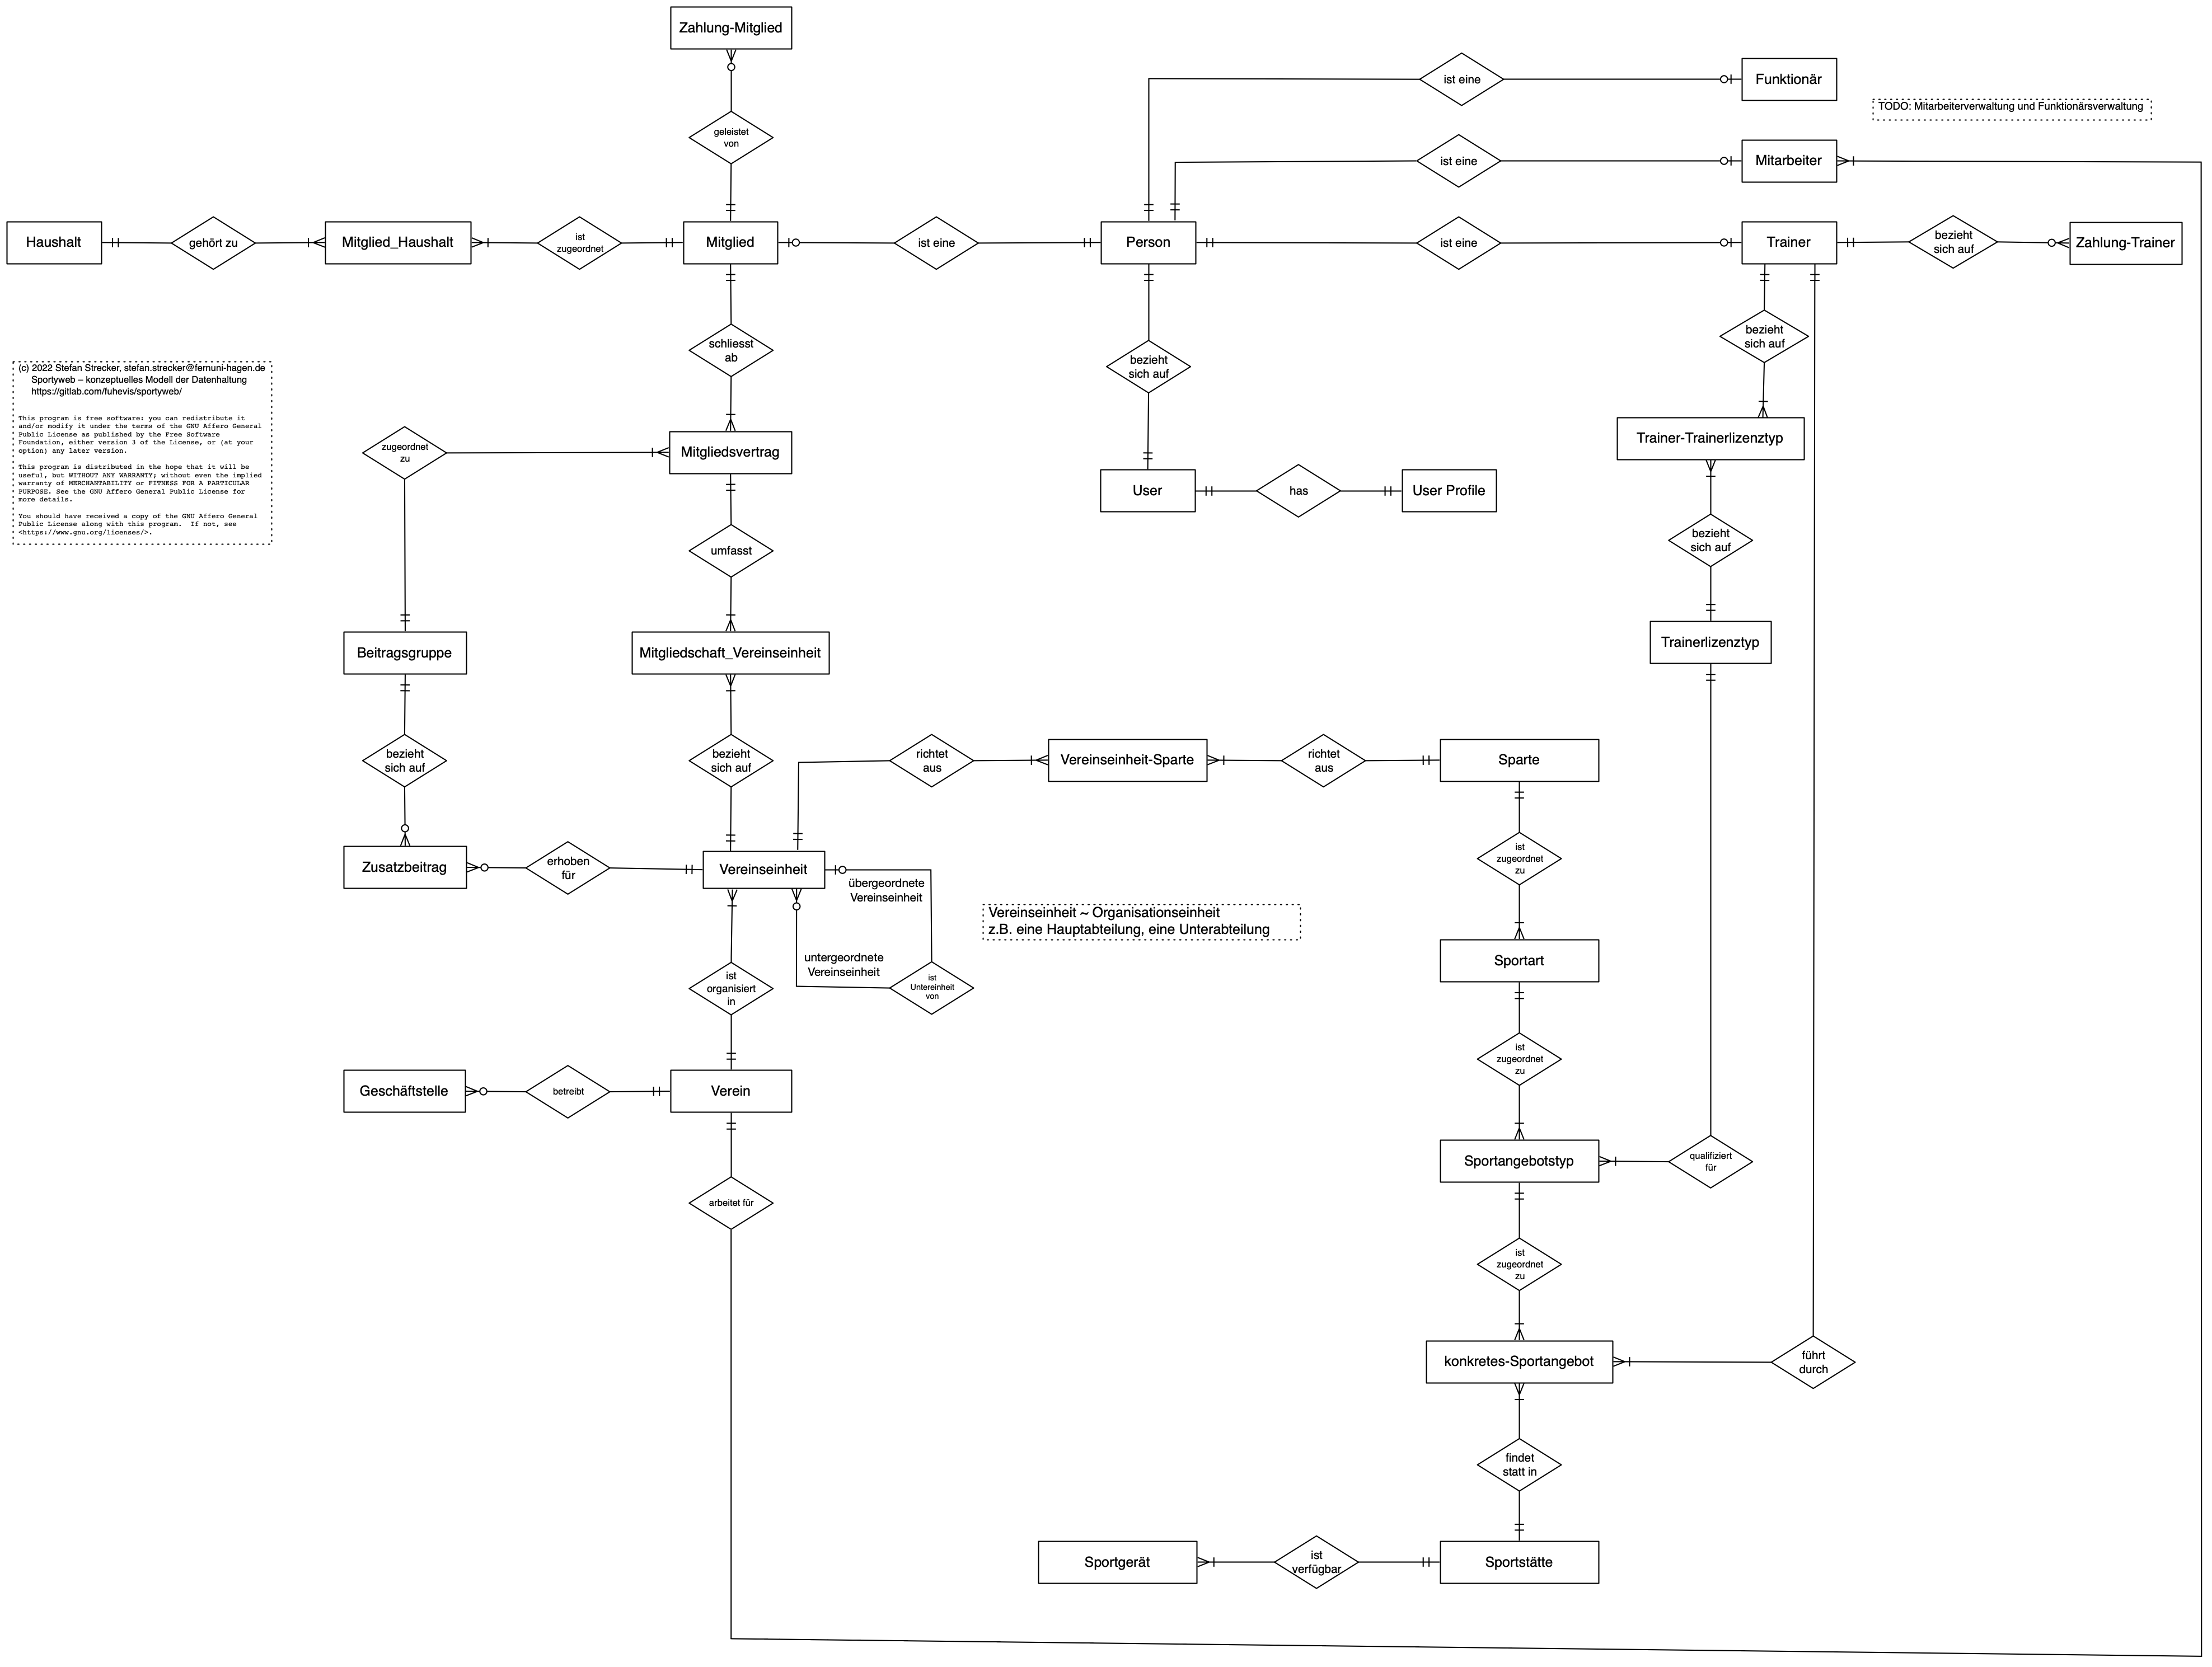 Zahlung-Mitglied
ist eine
Funktionär
TODO: Mitarbeiterverwaltung und Funktionärsverwaltung
geleistet
von
ist eine
Mitarbeiter
Haushalt
gehört zu
Mitglied_Haushalt
ist
zugeordnet
Mitglied
ist eine
Person
ist eine
Trainer
bezieht
sich auf
Zahlung-Trainer
schliesst
ab
bezieht
sich auf
bezieht
sich auf
(c) 2022 Stefan Strecker, stefan.strecker@fernuni-hagen.de
Sportyweb – konzeptuelles Modell der Datenhaltung
https://gitlab.com/fuhevis/sportyweb/
This program is free software: you can redistribute it
and/or modify it under the terms of the GNU Affero General
Public License as published by the Free Software
Foundation, either version 3 of the License, or (at your
option) any later version.
This program is distributed in the hope that it will be
useful, but WITHOUT ANY WARRANTY; without even the implied
warranty of MERCHANTABILITY or FITNESS FOR A PARTICULAR
PURPOSE. See the GNU Affero General Public License for
more details.
You should have received a copy of the GNU Affero General
Public License along with this program.  If not, see
<https://www.gnu.org/licenses/>.
zugeordnet
zu
Mitgliedsvertrag
Trainer-Trainerlizenztyp
User
has
User Profile
umfasst
bezieht
sich auf
Beitragsgruppe
Mitgliedschaft_Vereinseinheit
Trainerlizenztyp
bezieht
sich auf
bezieht
sich auf
richtet
aus
Vereinseinheit-Sparte
richtet
aus
Sparte
Zusatzbeitrag
erhoben
für
Vereinseinheit
übergeordnete
Vereinseinheit
ist
zugeordnet
zu
Vereinseinheit ~ Organisationseinheit
z.B. eine Hauptabteilung, eine Unterabteilung
untergeordnete
Vereinseinheit
ist
organisiert
in
ist
Untereinheit
von
Sportart
ist
zugeordnet
zu
Geschäftstelle
betreibt
Verein
Sportangebotstyp
qualifiziert
für
arbeitet für
ist
zugeordnet
zu
konkretes-Sportangebot
führt
durch
findet
statt in
Sportgerät
ist
verfügbar
Sportstätte